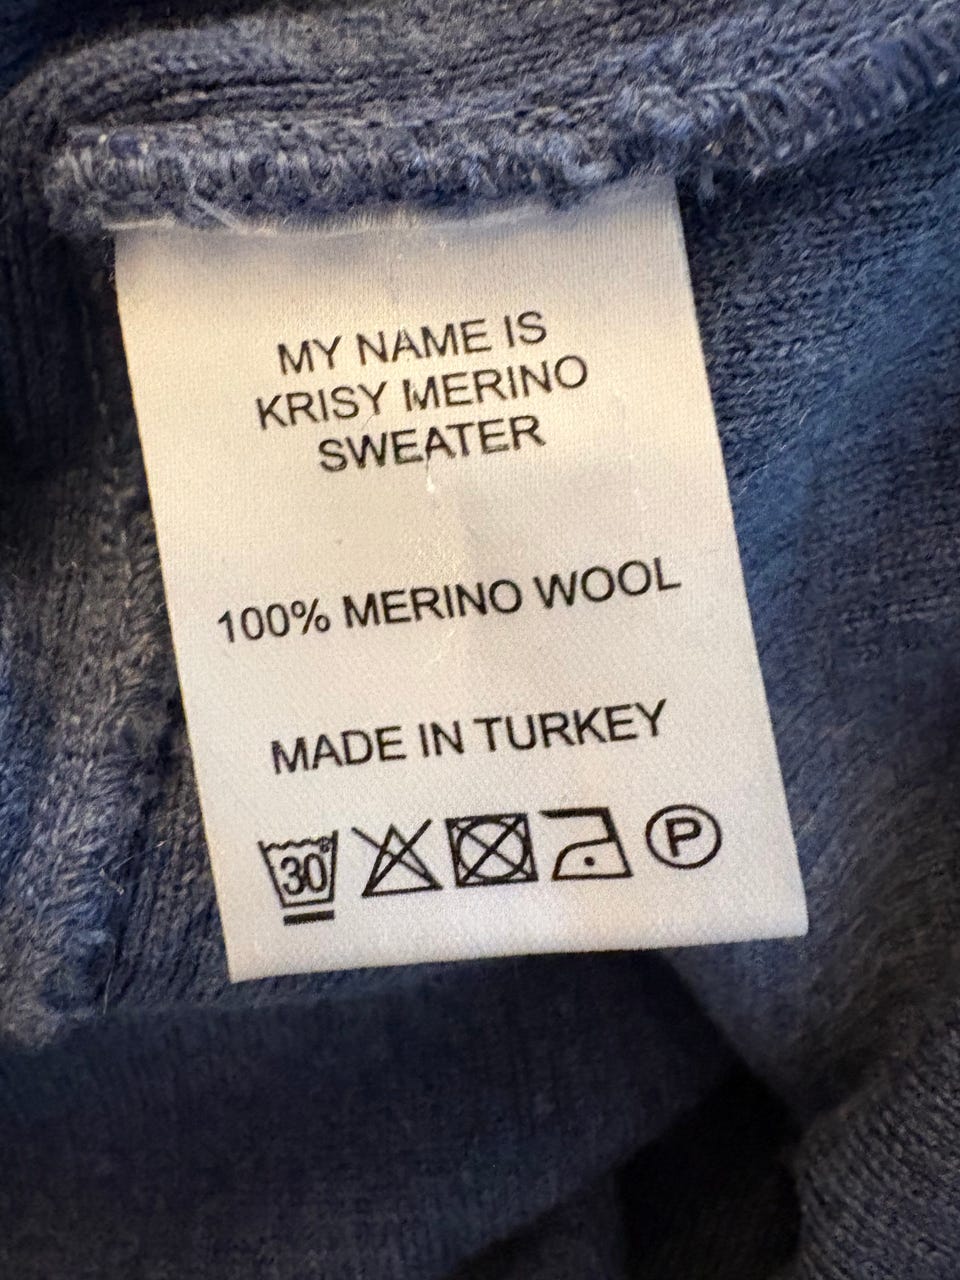 MY NAME IS
KRISY MERINO
SWEATER
100% MERINO WOOL
MADE IN TURKEY
30° P